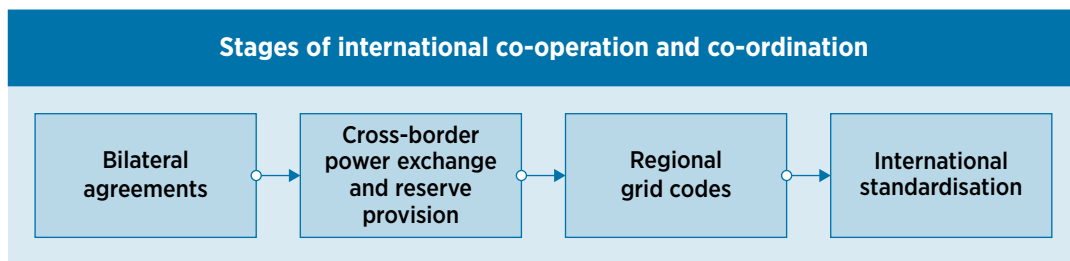 Stages of international co-operation and co-ordination
Bilateral
agreements
Cross-border
power exchange
and reserve
provision
Regional
grid codes
International
standardisation